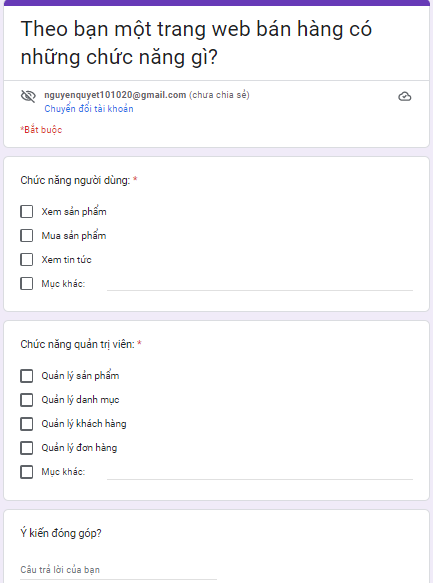 Theo bạn một trang web bán hàng có
những chức năng gì?
nguyenquyet101020@gmail.com (chưa chia sẻ)
Chuyển đổi tài khoản
*Bắt buộc
Chức năng người dùng: *
Xem sản phẩm
Mua sản phẩm
Xem tin tức
Mục khác:
Chức năng quản trị viên: *
Quản lý sản phẩm
Quản lý danh mục
Quản lý khách hàng
Quản lý đơn hàng
Mục khác:
Ý kiến đóng góp?
Câu trả lời của bạn